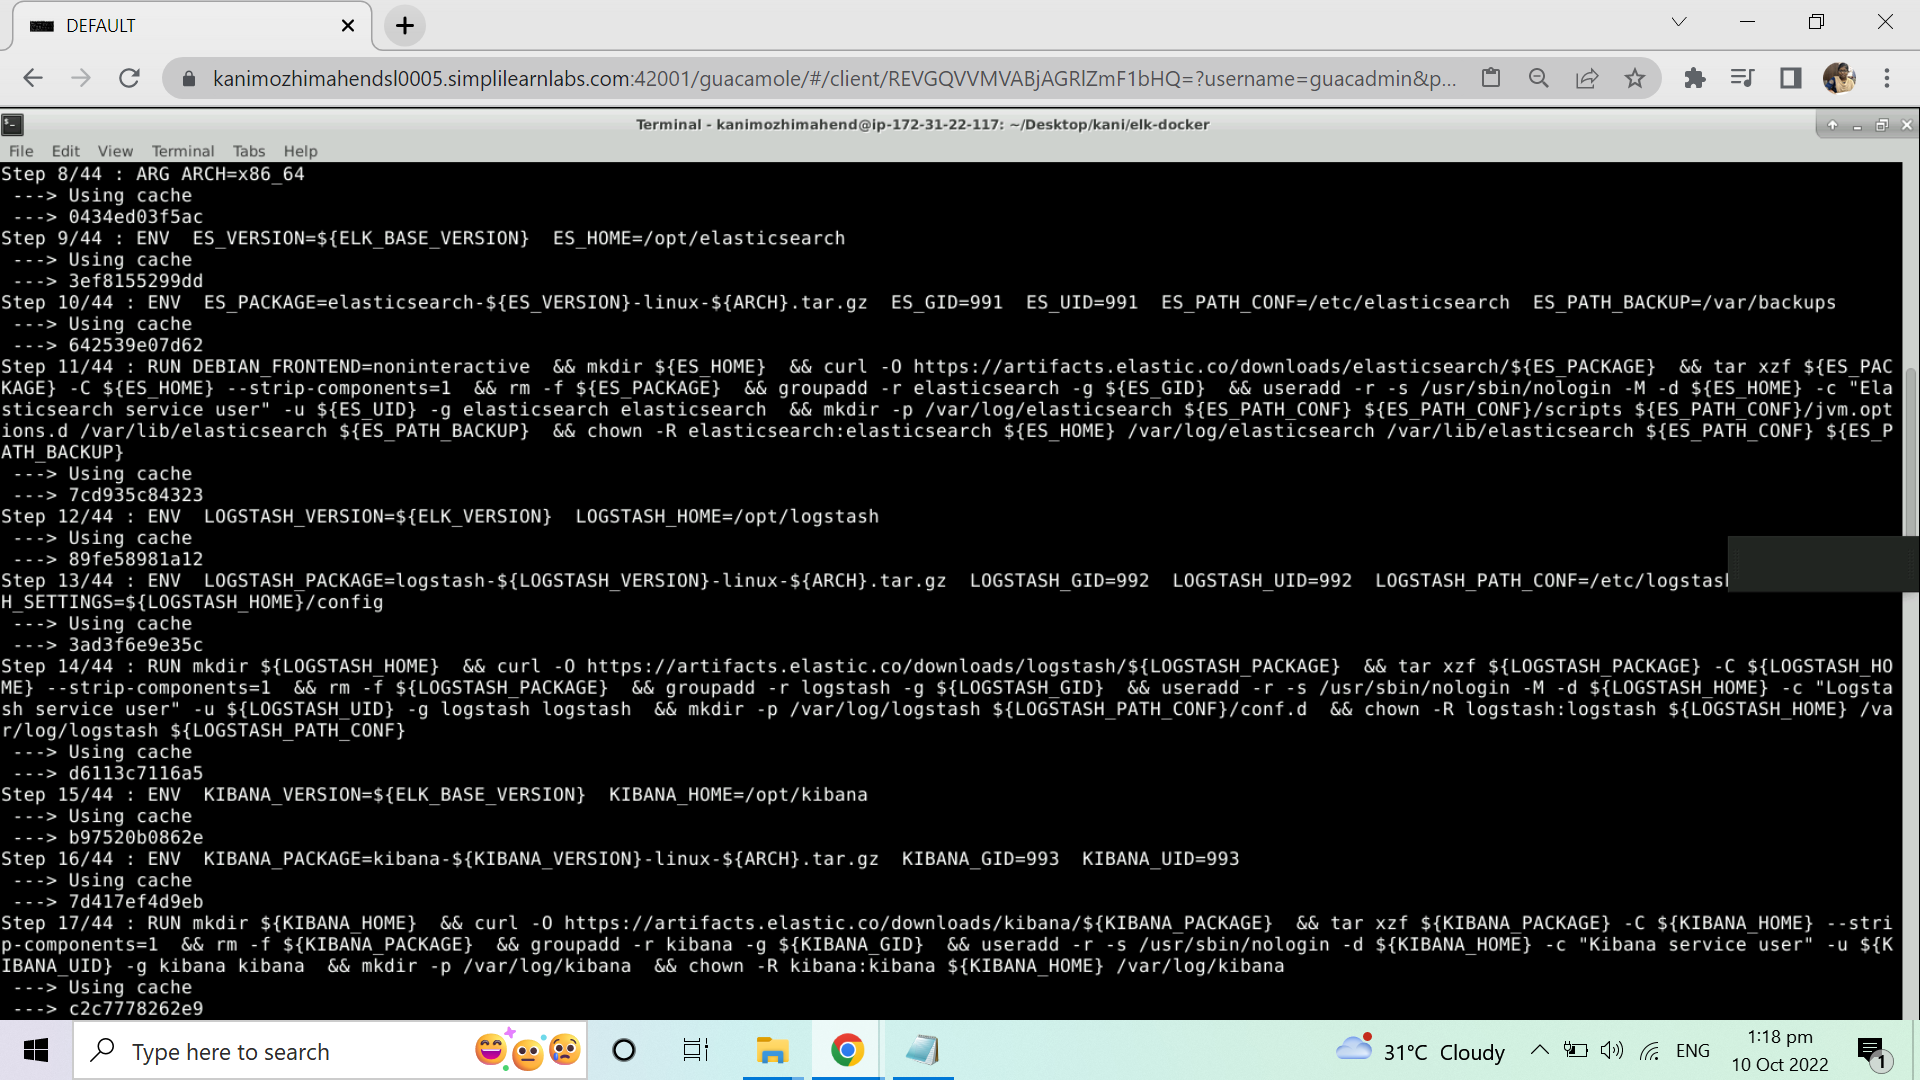 DEFAULT
kanimozhimahendsl0005.simplilearnlabs.com:42001/guacamole/#/client/REVGQVVMVABjAGRlZmF1bHQ=?username=guacadmin&p...
Terminal - kanimozhimahend@ip-172-31-22-117: ~/Desktop/kani/elk-docker
File Edit View Terminal Tabs Help
Step 8/44 : ARG ARCH=x86_64
 ---> Using cache
 ---> 0434ed03f5ac
Step 9/44 : ENV  ES_VERSION=${ELK_BASE_VERSION}  ES_HOME=/opt/elasticsearch
 ---> Using cache
 ---> 3ef8155299dd
Step 10/44 : ENV  ES_PACKAGE=elasticsearch-${ES_VERSION}-linux-${ARCH}.tar.gz  ES_GID=991  ES_UID=991  ES_PATH_CONF=/etc/elasticsearch  ES_PATH_BACKUP=/var/backups
 ---> Using cache
 ---> 642539e07d62
Step 11/44 : RUN DEBIAN_FRONTEND=noninteractive  && mkdir ${ES_HOME}  && curl -O https://artifacts.elastic.co/downloads/elasticsearch/${ES_PACKAGE}  && tar xzf ${ES_PAC
KAGE} -C ${ES_HOME} --strip-components=1  && rm -f ${ES_PACKAGE}  && groupadd -r elasticsearch -g ${ES_GID}  && useradd -r -s /usr/sbin/nologin -M -d ${ES_HOME} -c "Ela
sticsearch service user" -u ${ES_UID} -g elasticsearch elasticsearch  && mkdir -p /var/log/elasticsearch ${ES_PATH_CONF} ${ES_PATH_CONF}/scripts ${ES_PATH_CONF}/jvm.opt
ions.d /var/lib/elasticsearch ${ES_PATH_BACKUP}  && chown -R elasticsearch:elasticsearch ${ES_HOME} /var/log/elasticsearch /var/lib/elasticsearch ${ES_PATH_CONF} ${ES_P
ATH_BACKUP}
 ---> Using cache
 ---> 7cd935c84323
Step 12/44 : ENV  LOGSTASH_VERSION=${ELK_VERSION}  LOGSTASH_HOME=/opt/logstash
 ---> Using cache
 ---> 89fe58981a12
Step 13/44 : ENV  LOGSTASH_PACKAGE=logstash-${LOGSTASH_VERSION}-linux-${ARCH}.tar.gz  LOGSTASH_GID=992  LOGSTASH_UID=992  LOGSTASH_PATH_CONF=/etc/logstash
H_SETTINGS=${LOGSTASH_HOME}/config
 ---> Using cache
 ---> 3ad3f6e9e35c
Step 14/44 : RUN mkdir ${LOGSTASH_HOME}  && curl -O https://artifacts.elastic.co/downloads/logstash/${LOGSTASH_PACKAGE}  && tar xzf ${LOGSTASH_PACKAGE} -C ${LOGSTASH_HO
ME} --strip-components=1  && rm -f ${LOGSTASH_PACKAGE}  && groupadd -r logstash -g ${LOGSTASH_GID}  && useradd -r -s /usr/sbin/nologin -M -d ${LOGSTASH_HOME} -c "Logsta
sh service user" -u ${LOGSTASH_UID} -g logstash logstash  && mkdir -p /var/log/logstash ${LOGSTASH_PATH_CONF}/conf.d  && chown -R logstash:logstash ${LOGSTASH_HOME} /va
r/log/logstash ${LOGSTASH_PATH_CONF}
 ---> Using cache
 ---> d6113c7116a5
Step 15/44 : ENV  KIBANA_VERSION=${ELK_BASE_VERSION}  KIBANA_HOME=/opt/kibana
 ---> Using cache
 ---> b97520b0862e
Step 16/44 : ENV  KIBANA_PACKAGE=kibana-${KIBANA_VERSION}-linux-${ARCH}.tar.gz  KIBANA_GID=993  KIBANA_UID=993
 ---> Using cache
 ---> 7d417ef4d9eb
Step 17/44 : RUN mkdir ${KIBANA_HOME}  && curl -O https://artifacts.elastic.co/downloads/kibana/${KIBANA_PACKAGE}  && tar xzf ${KIBANA_PACKAGE} -C ${KIBANA_HOME} --stri
p-components=1  && rm -f ${KIBANA_PACKAGE}  && groupadd -r kibana -g ${KIBANA_GID}  && useradd -r -s /usr/sbin/nologin -d ${KIBANA_HOME} -c "Kibana service user" -u ${K
IBANA_UID} -g kibana kibana  && mkdir -p /var/log/kibana  && chown -R kibana:kibana ${KIBANA_HOME} /var/log/kibana
 ---> Using cache
 ---> c2c7778262e9
Type here to search
31°C Cloudy
ENG
1:18 pm
10 Oct 2022
1